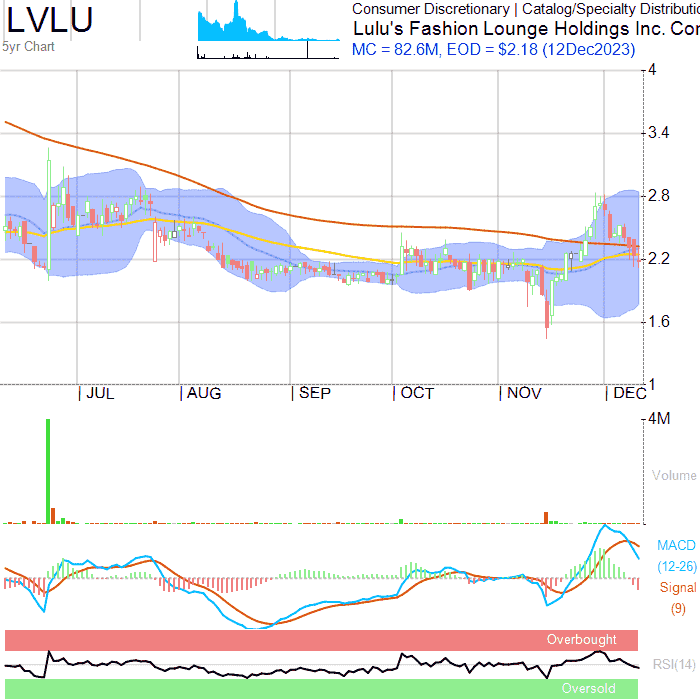 LVLU
5yr Chart
Consumer Discretionary | Catalog/Specialty Distributio
Lulu's Fashion Lounge Holdings Inc. Cor
MC = 82.6M, EOD = $2.18 (12Dec2023)
4
3.4
2.8
2.2
1.6
1
JUL AUG SEP OCT NOV DEC
4M
Volume
MACD
(12-26)
Signal
(9)
Overbought
RSI(14)
Oversold